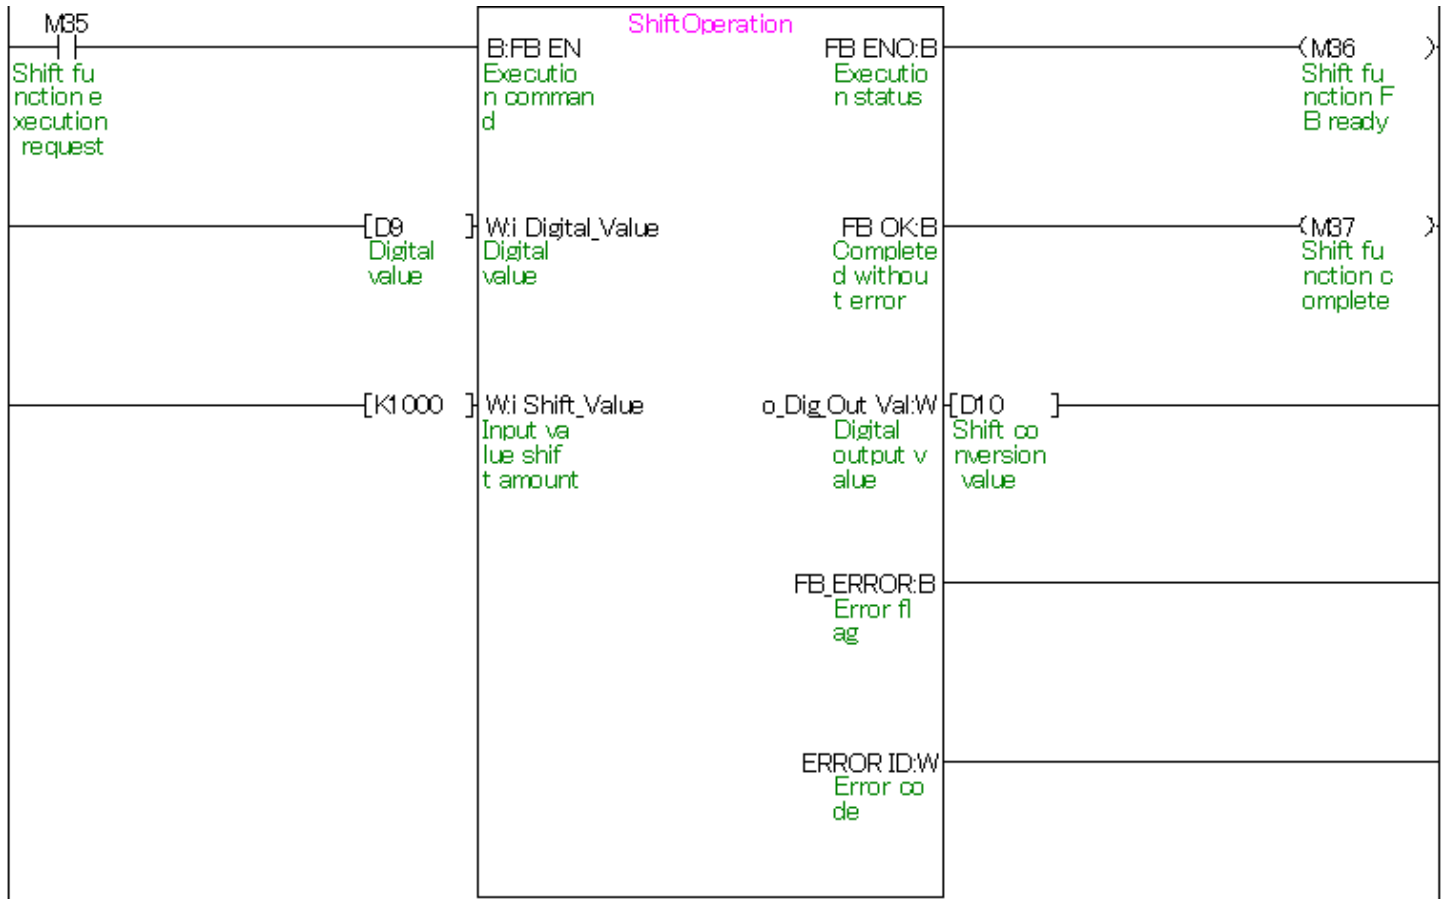 M35
ShiftOperation
B:FB EN
FB ENO:B
M36
Shift fu
nction e
xecution
request
Executio
n comman
d
Executio
n status
Shift fu
nction F
B ready
[D9 ]
W:i Digital_Value
FB OK:B
M37
Digital
value
Digital
value
Complete
d withou
t error
Shift fu
nction c
omplete
[K1000 ]
W:i Shift_Value
o_Dig_Out Val:W
[D10 ]
Input va
lue shif
t amount
Digital
output v
alue
Shift co
nversion
value
FB_ERROR:B
Error fl
ag
ERROR ID:W
Error co
de